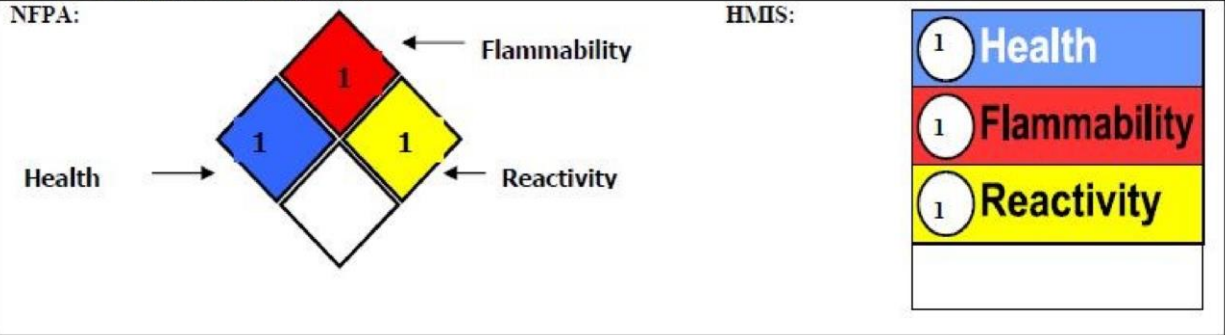 NFPA:
1
Flammability
1
1
Health
Reactivity
HMIS:
1 Health
1 Flammability
1 Reactivity